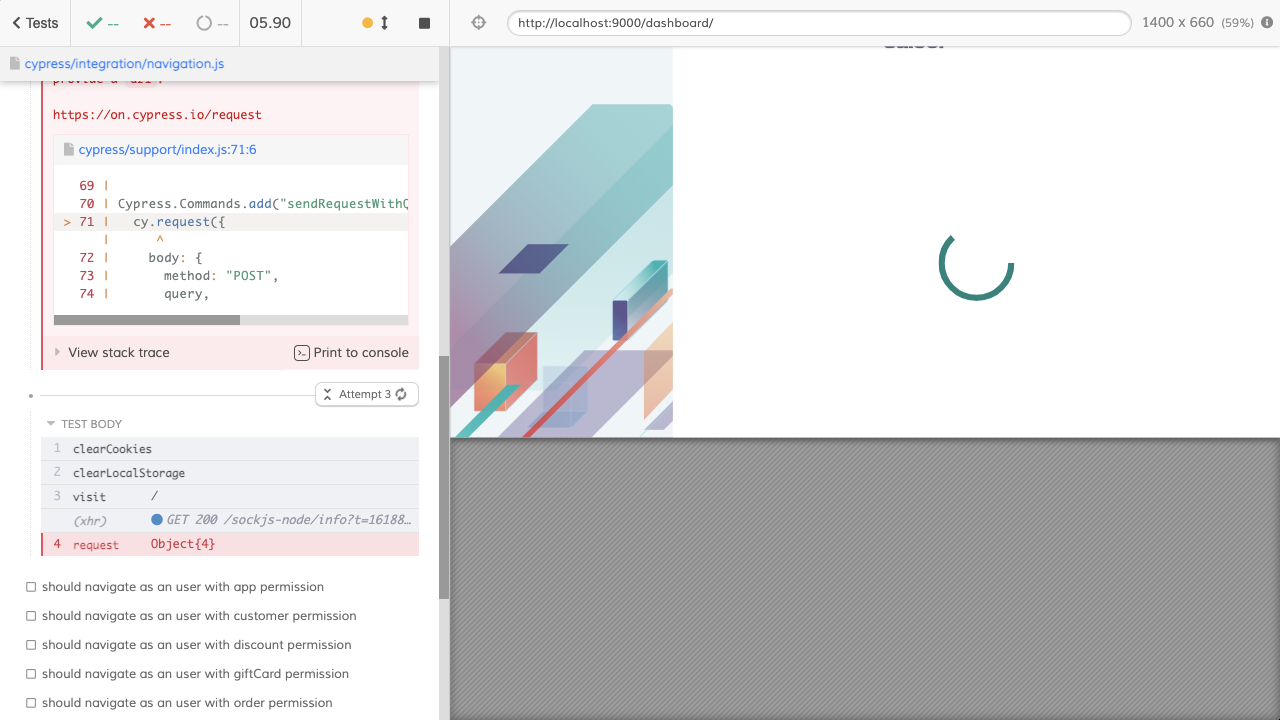 Tests
--
--
--
05.90
http://localhost:9000/dashboard/
1400 x 660 (59%)
cypress/integration/navigation.js
https://on.cypress.io/request
cypress/support/index.js:71:6
69 |
70 | Cypress.Commands.add("sendRequestWithQ
> 71 | cy.request({
| ^
72 | body: {
73 | method: "POST",
74 | query,
View stack trace
Print to console
Attempt 3
TEST BODY
1 clearCookies
2 clearLocalStorage
3 visit /
(xhr) GET 200 /sockjs-node/info?t=16188…
4 request Object{4}
should navigate as an user with app permission
should navigate as an user with customer permission
should navigate as an user with discount permission
should navigate as an user with giftCard permission
should navigate as an user with order permission